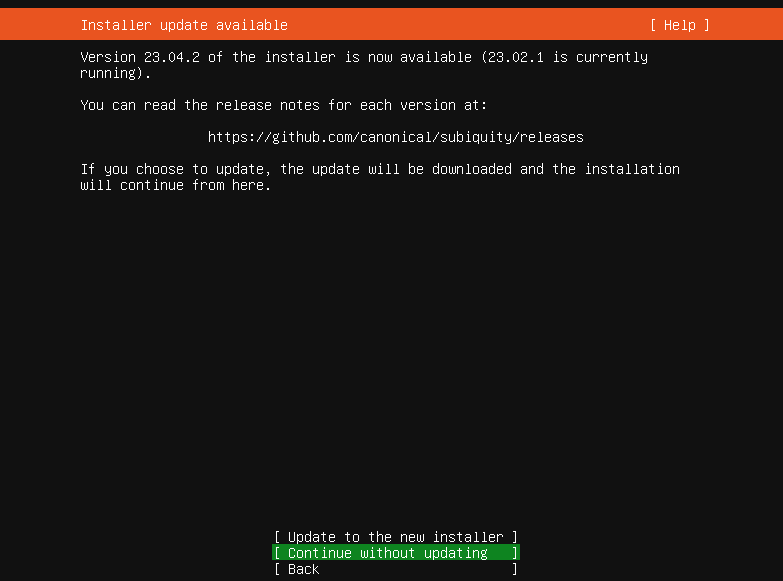 Installer update available [ Help ]
Version 23.04.2 of the installer is now available (23.02.1 is currently
running).
You can read the release notes for each version at:
https://github.com/canonical/subiquity/releases
If you choose to update, the update will be downloaded and the installation
will continue from here.
[ Update to the new installer ]
[ Continue without updating ]
[ Back ]